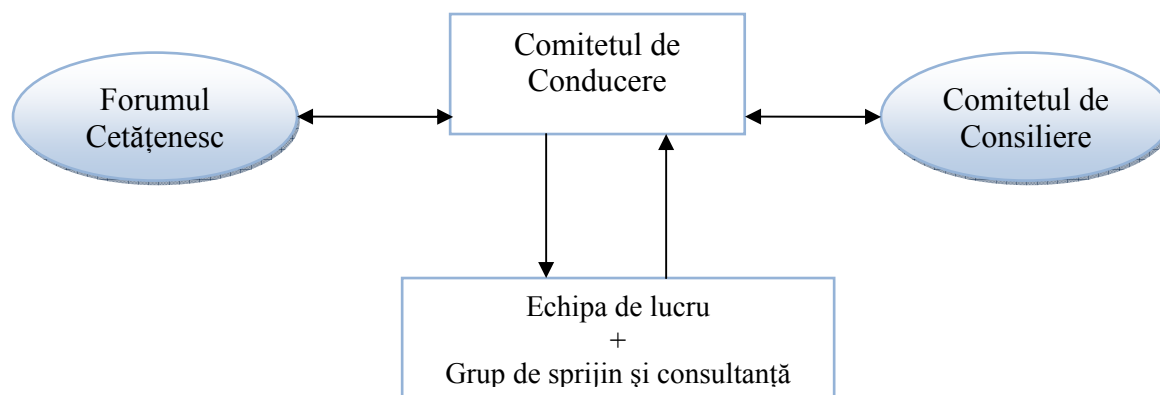 Comitetul de
Conducere
Forumul
Cetățenesc
Comitetul de
Consiliere
Echipa de lucru
+
Grup de sprijin şi consultanţă